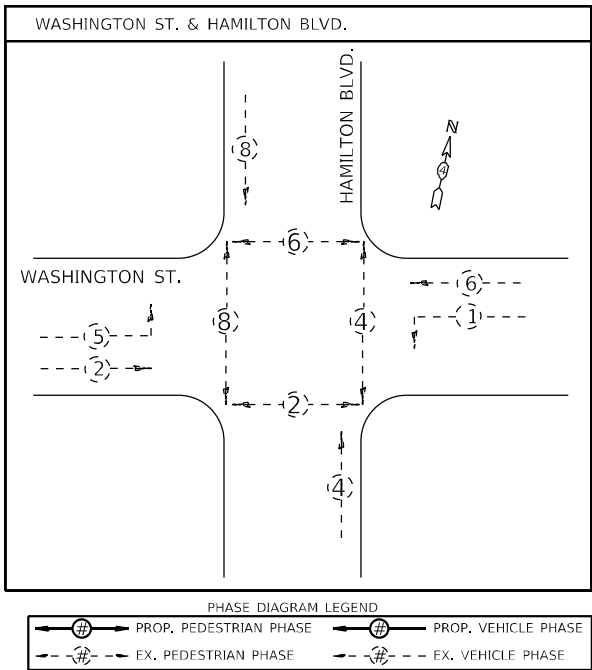 WASHINGTON ST. & HAMILTON BLVD.
HAMILTON BLVD.
8
N
4
6
WASHINGTON ST.
6
5
8
4
1
2
2
4
PHASE DIAGRAM LEGEND
# PROP. PEDESTRIAN PHASE # PROP. VEHICLE PHASE
# EX. PEDESTRIAN PHASE # EX. VEHICLE PHASE